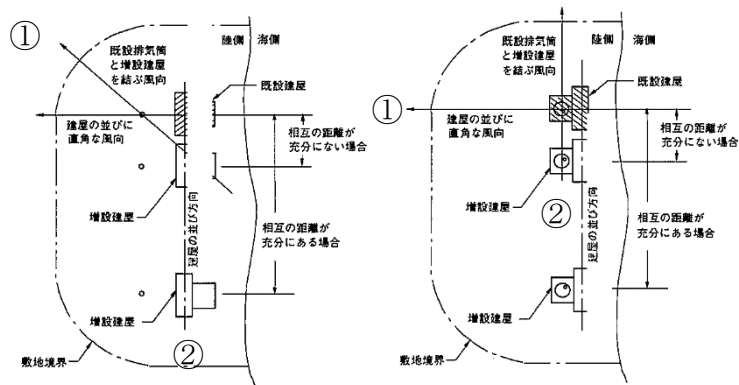 ①
既設排気筒
と増設建屋
を結ぶ風向
陸側
海側
既設建屋
建屋の並びに
直角な風向
相互の距離が
充分にない場合
増設建屋
建屋の並び方向
相互の距離が
充分にある場合
増設建屋
②
敷地境界
既設排気筒
と増設建屋
を結ぶ風向
陸側
海側
既設建屋
①
建屋の並びに
直角な風向
相互の距離が
充分にない場合
増設建屋
②
建屋の並び方向
相互の距離が
充分にある場合
増設建屋
敷地境界